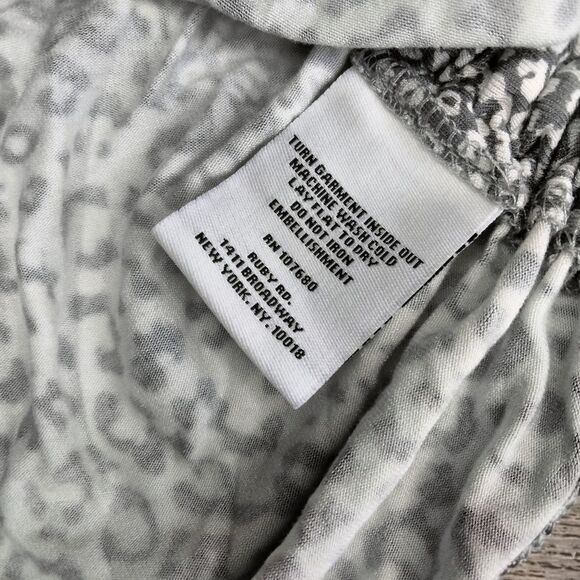 TURN GARMENT INSIDE OUT
MACHINE WASH COLD
LAY FLAT TO DRY
DO NOT IRON
EMBELLISHMENT
RN 107680
RUBY RD.
1411 BROADWAY
NEW YORK, NY. 10018